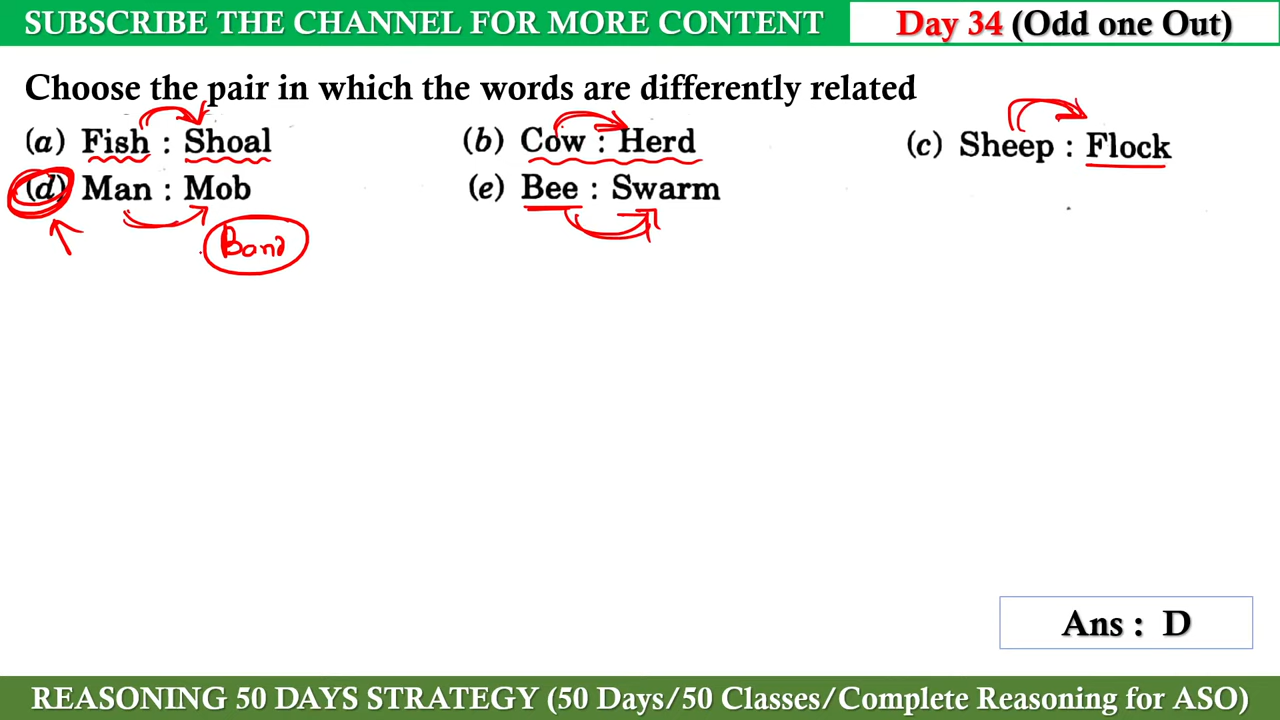 SUBSCRIBE THE CHANNEL FOR MORE CONTENT
Day 34 (Odd one Out)
Choose the pair in which the words are differently related
(a) Fish : Shoal (b) Cow : Herd (c) Sheep : Flock
(d) Man : Mob (e) Bee : Swarm
Band
Ans : D
REASONING 50 DAYS STRATEGY (50 Days/50 Classes/Complete Reasoning for ASO)